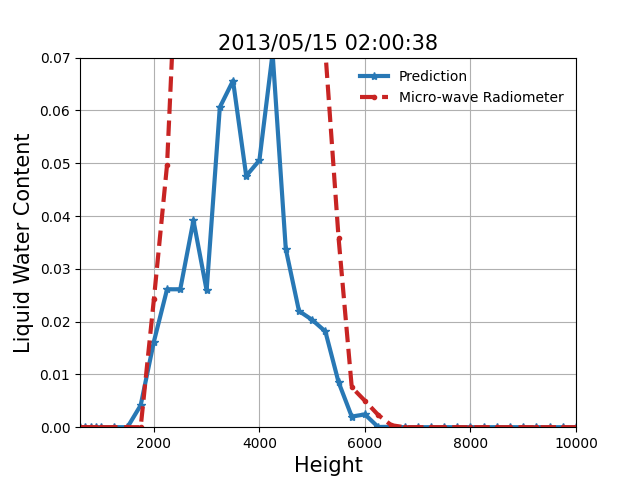 2013/05/15 02:00:38
Prediction
Micro-wave Radiometer
Liquid Water Content
0.07
0.06
0.05
0.04
0.03
0.02
0.01
0.00
2000 4000 6000 8000 10000
Height